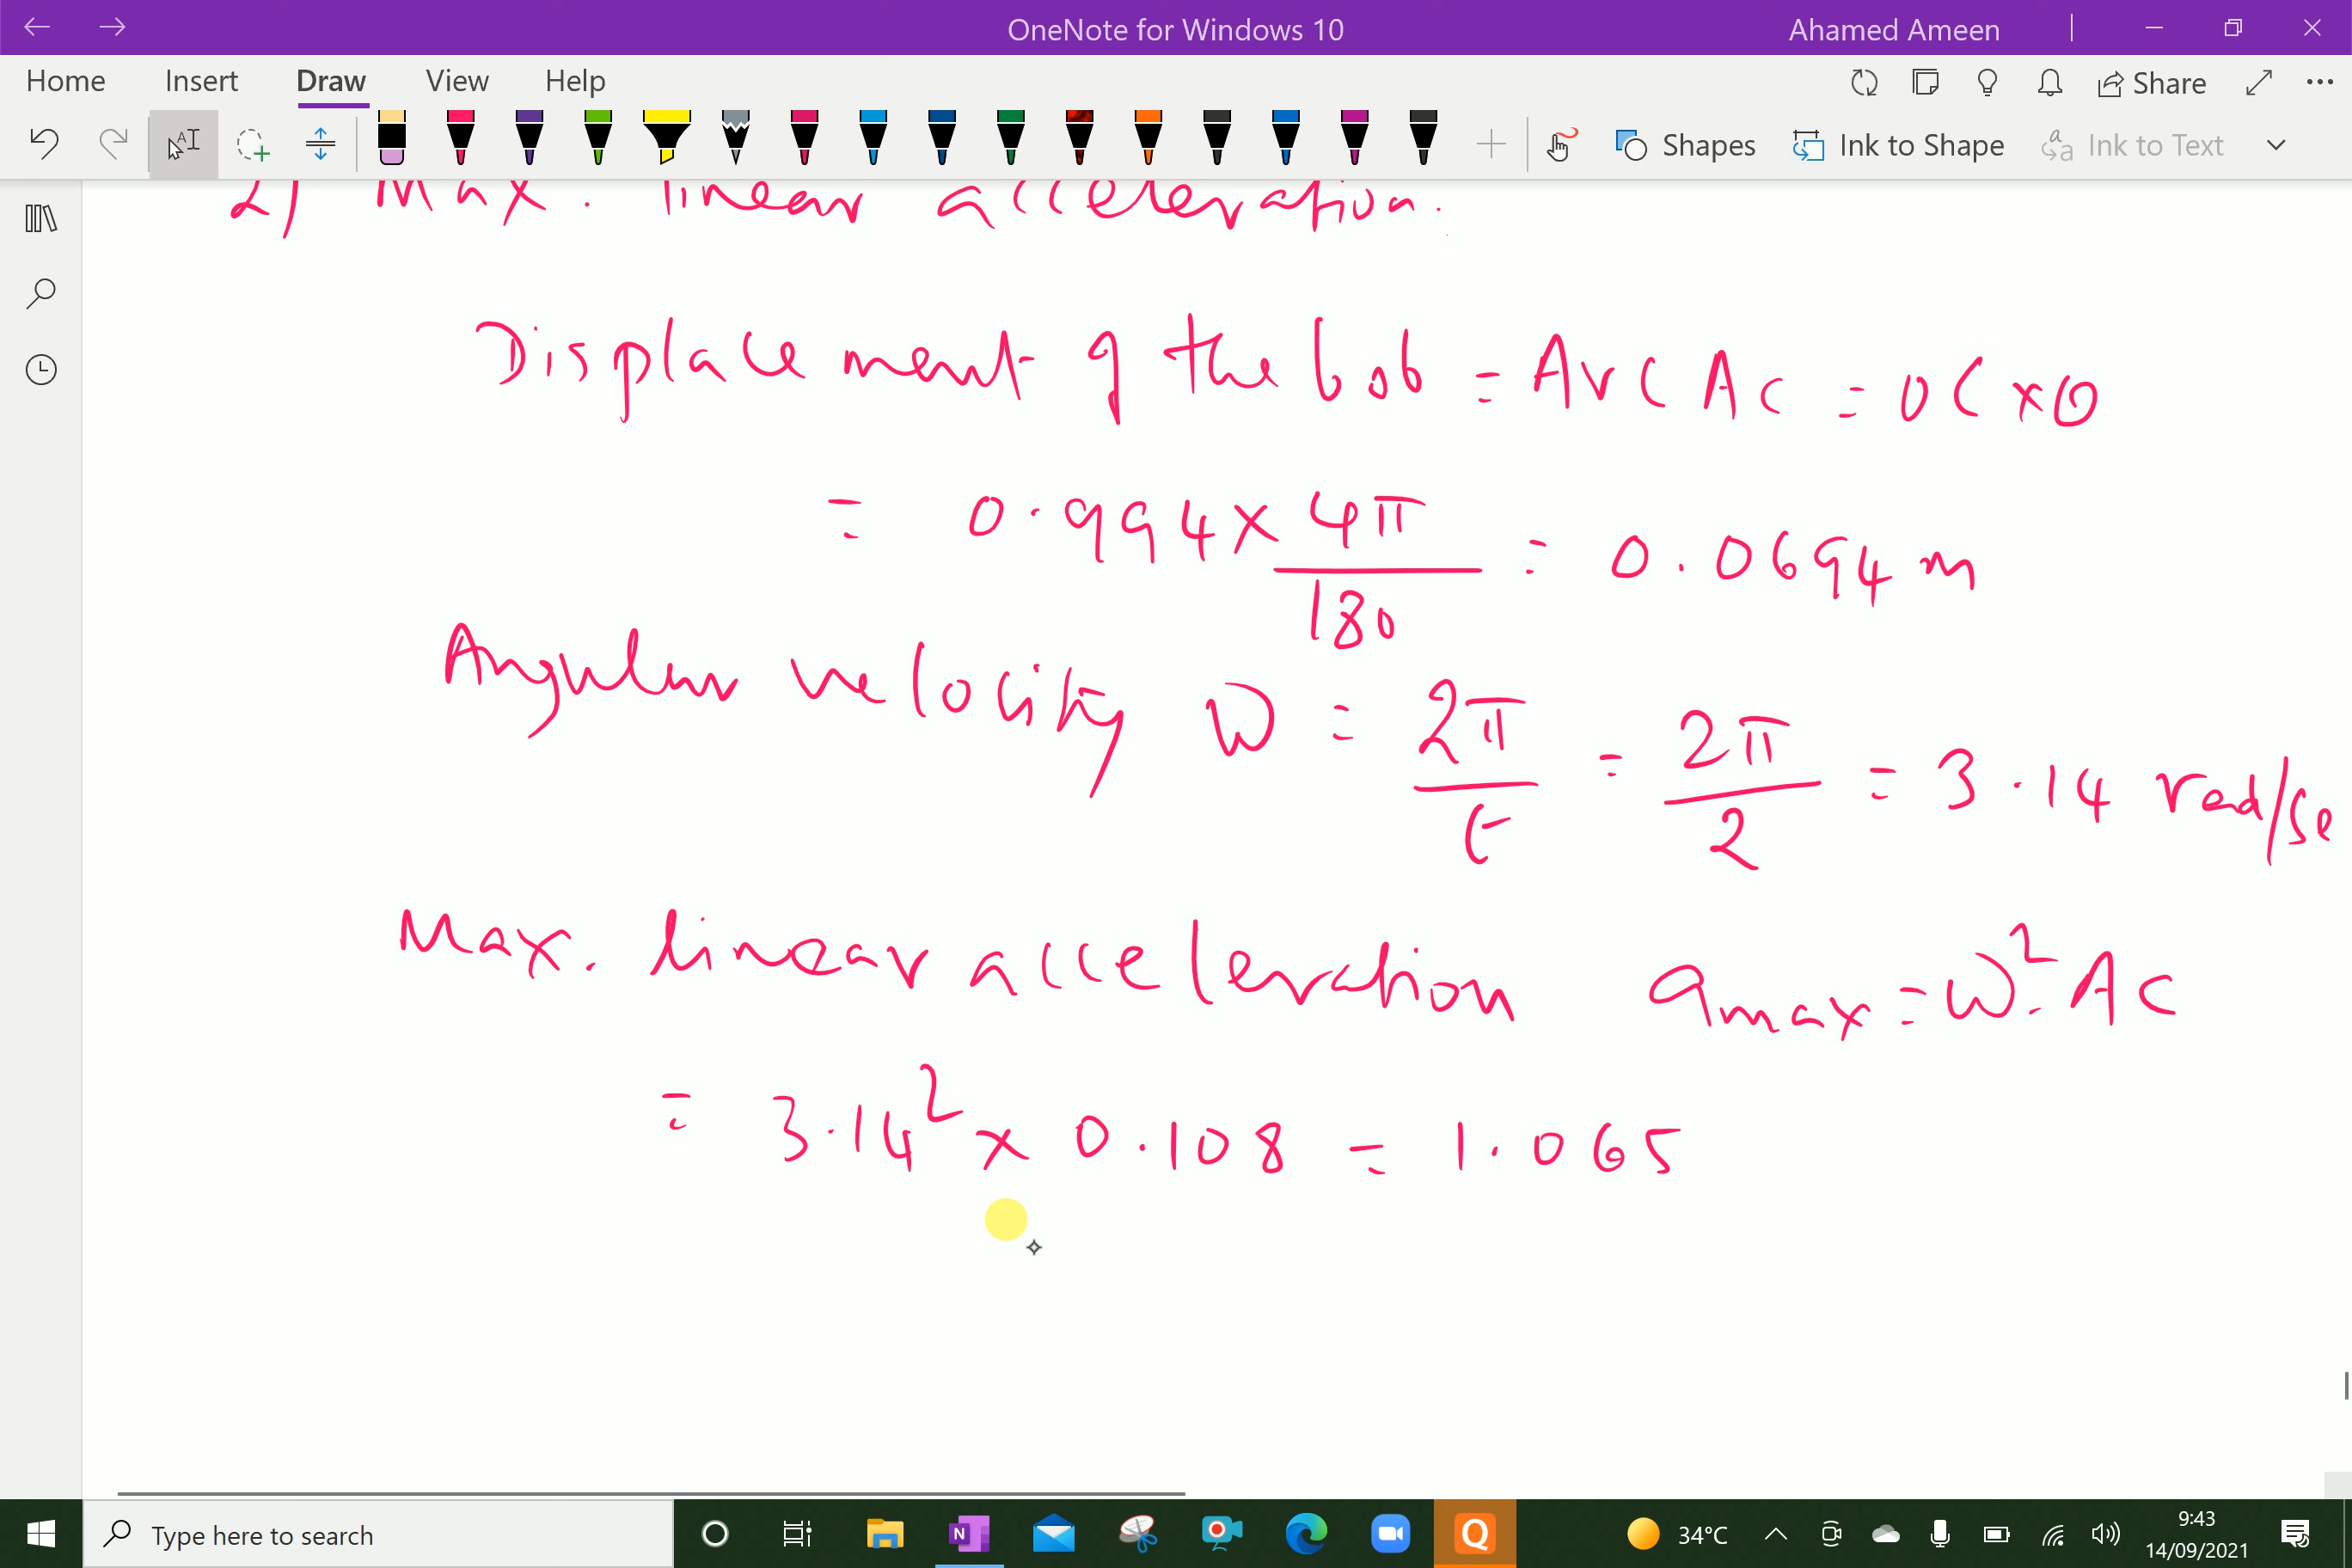 OneNote for Windows 10
Ahamed Ameen
Home Insert Draw View Help
Share
Shapes Ink to Shape Ink to Text
2) Max. linear acceleration.
Displacement of the bob = Arc AC = OC × θ
= 0.994 × 4π/180 = 0.0694 m
Angular velocity ω = 2π/t = 2π/2 = 3.14 rad/se
Max. linear acceleration amax = ω². AC
= 3.14² × 0.108 = 1.065
Type here to search
34°C
9:43
14/09/2021